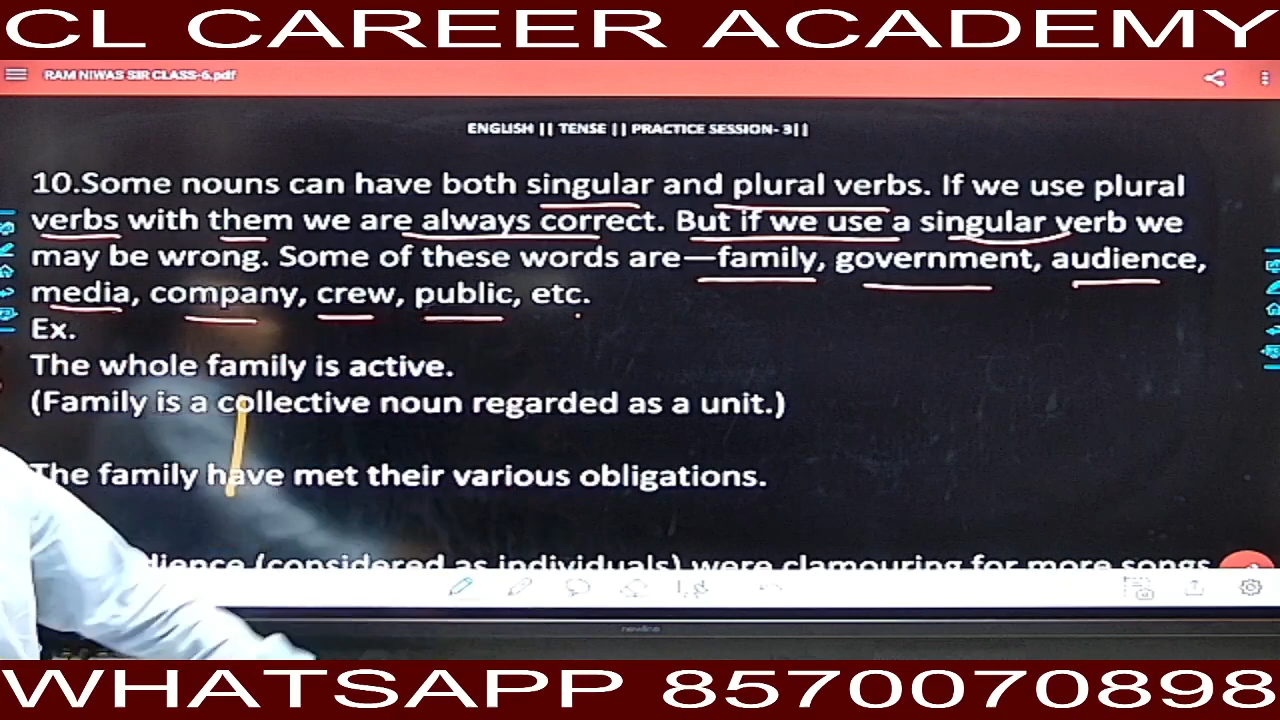 CL CAREER ACADEMY
RAM NIWAS SIR CLASS-6.pdf
ENGLISH || TENSE || PRACTICE SESSION- 3||
10.Some nouns can have both singular and plural verbs. If we use plural
verbs with them we are always correct. But if we use a singular verb we
may be wrong. Some of these words are—family, government, audience,
media, company, crew, public, etc.
Ex.
The whole family is active.
(Family is a collective noun regarded as a unit.)
The family have met their various obligations.
(considered as individuals) were clamouring for more songs
newline
WHATSAPP 8570070898